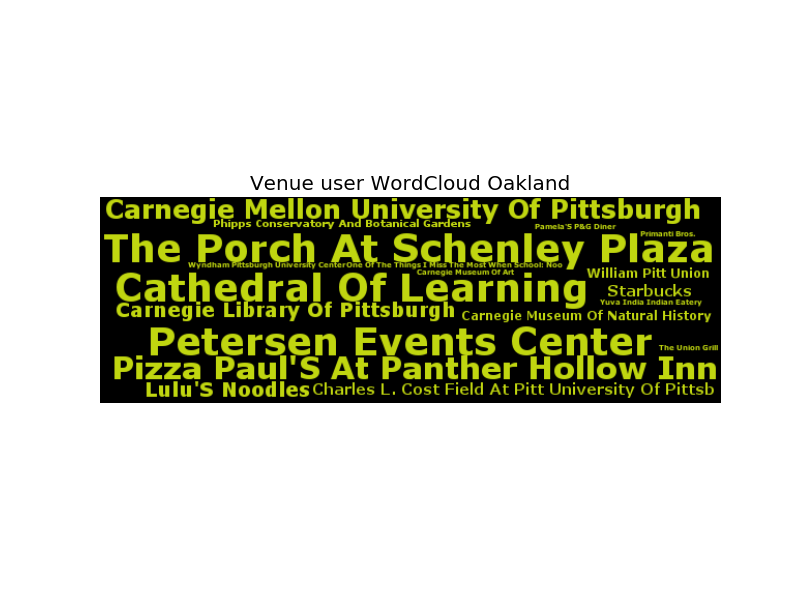 Venue user WordCloud Oakland
Carnegie Mellon University Of Pittsburgh
Phipps Conservatory And Botanical Gardens
Pamela'S P&G Diner
Primanti Bros.
The Porch At Schenley Plaza
Wyndham Pittsburgh University Center
One Of The Things I Miss The Most When School: Noo
Carnegie Museum Of Art
William Pitt Union
Cathedral Of Learning
Starbucks
Yuva India Indian Eatery
Carnegie Library Of Pittsburgh
Carnegie Museum Of Natural History
Petersen Events Center
The Union Grill
Pizza Paul'S At Panther Hollow Inn
Lulu'S Noodles
Charles L. Cost Field At Pitt University Of Pittsb